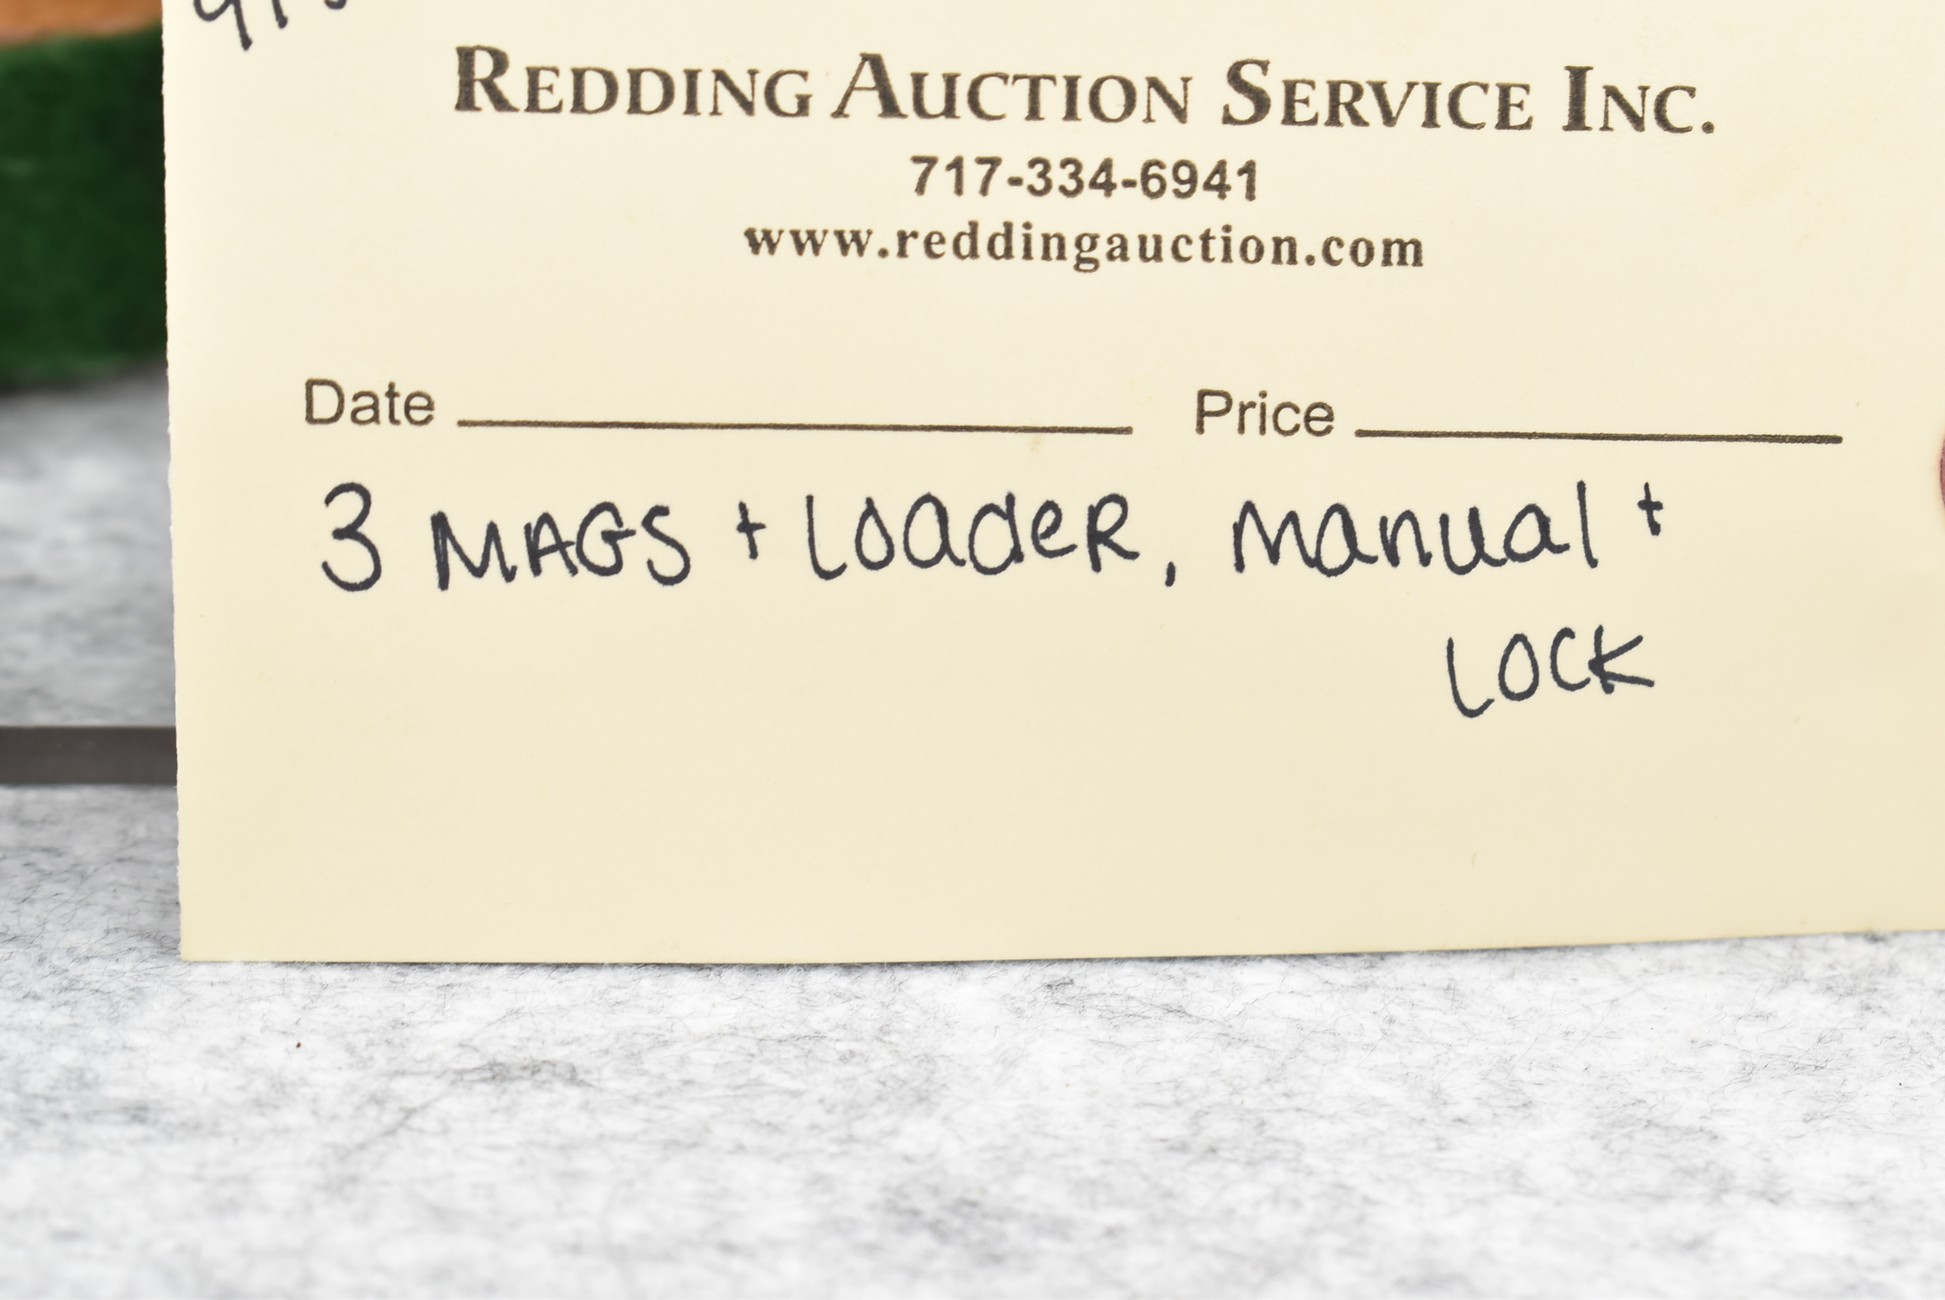 REDDING AUCTION SERVICE INC.
717-334-6941
www.reddingauction.com
Date Price
3 MAGS + LOADER, MANUAL +
LOCK